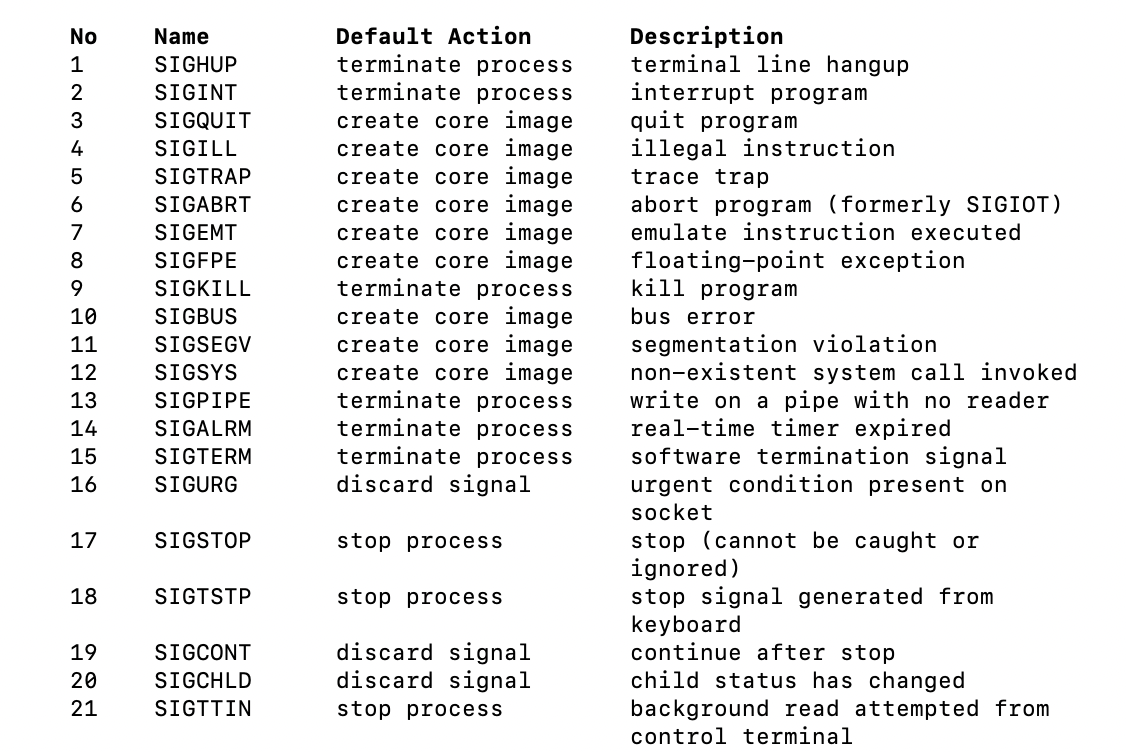 No Name Default Action Description
1 SIGHUP terminate process terminal line hangup
2 SIGINT terminate process interrupt program
3 SIGQUIT create core image quit program
4 SIGILL create core image illegal instruction
5 SIGTRAP create core image trace trap
6 SIGABRT create core image abort program (formerly SIGIOT)
7 SIGEMT create core image emulate instruction executed
8 SIGFPE create core image floating-point exception
9 SIGKILL terminate process kill program
10 SIGBUS create core image bus error
11 SIGSEGV create core image segmentation violation
12 SIGSYS create core image non-existent system call invoked
13 SIGPIPE terminate process write on a pipe with no reader
14 SIGALRM terminate process real-time timer expired
15 SIGTERM terminate process software termination signal
16 SIGURG discard signal urgent condition present on
socket
17 SIGSTOP stop process stop (cannot be caught or
ignored)
18 SIGTSTP stop process stop signal generated from
keyboard
19 SIGCONT discard signal continue after stop
20 SIGCHLD discard signal child status has changed
21 SIGTTIN stop process background read attempted from
control terminal